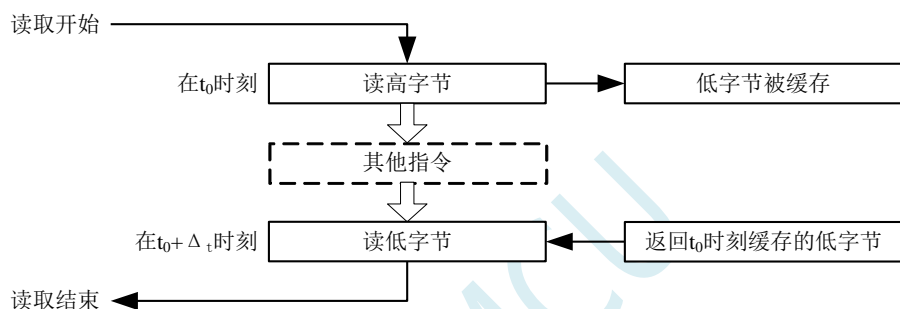 读取开始
在t₀时刻
读高字节
低字节被缓存
其他指令
在t₀+Δt时刻
读低字节
返回t₀时刻缓存的低字节
读取结束
MCU